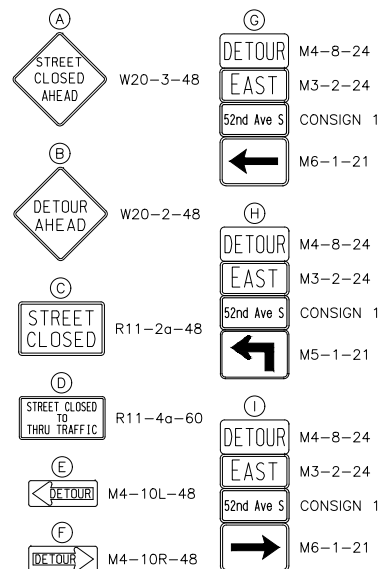 A
STREET
CLOSED
AHEAD
W20-3-48
B
DETOUR
AHEAD
W20-2-48
C
STREET
CLOSED
R11-2a-48
D
STREET CLOSED
TO
THRU TRAFFIC
R11-4a-60
E
DETOUR
M4-10L-48
F
DETOUR
M4-10R-48
G
DETOUR M4-8-24
EAST M3-2-24
52nd Ave S CONSIGN 1
M6-1-21
H
DETOUR M4-8-24
EAST M3-2-24
52nd Ave S CONSIGN 1
M5-1-21
I
DETOUR M4-8-24
EAST M3-2-24
52nd Ave S CONSIGN 1
M6-1-21